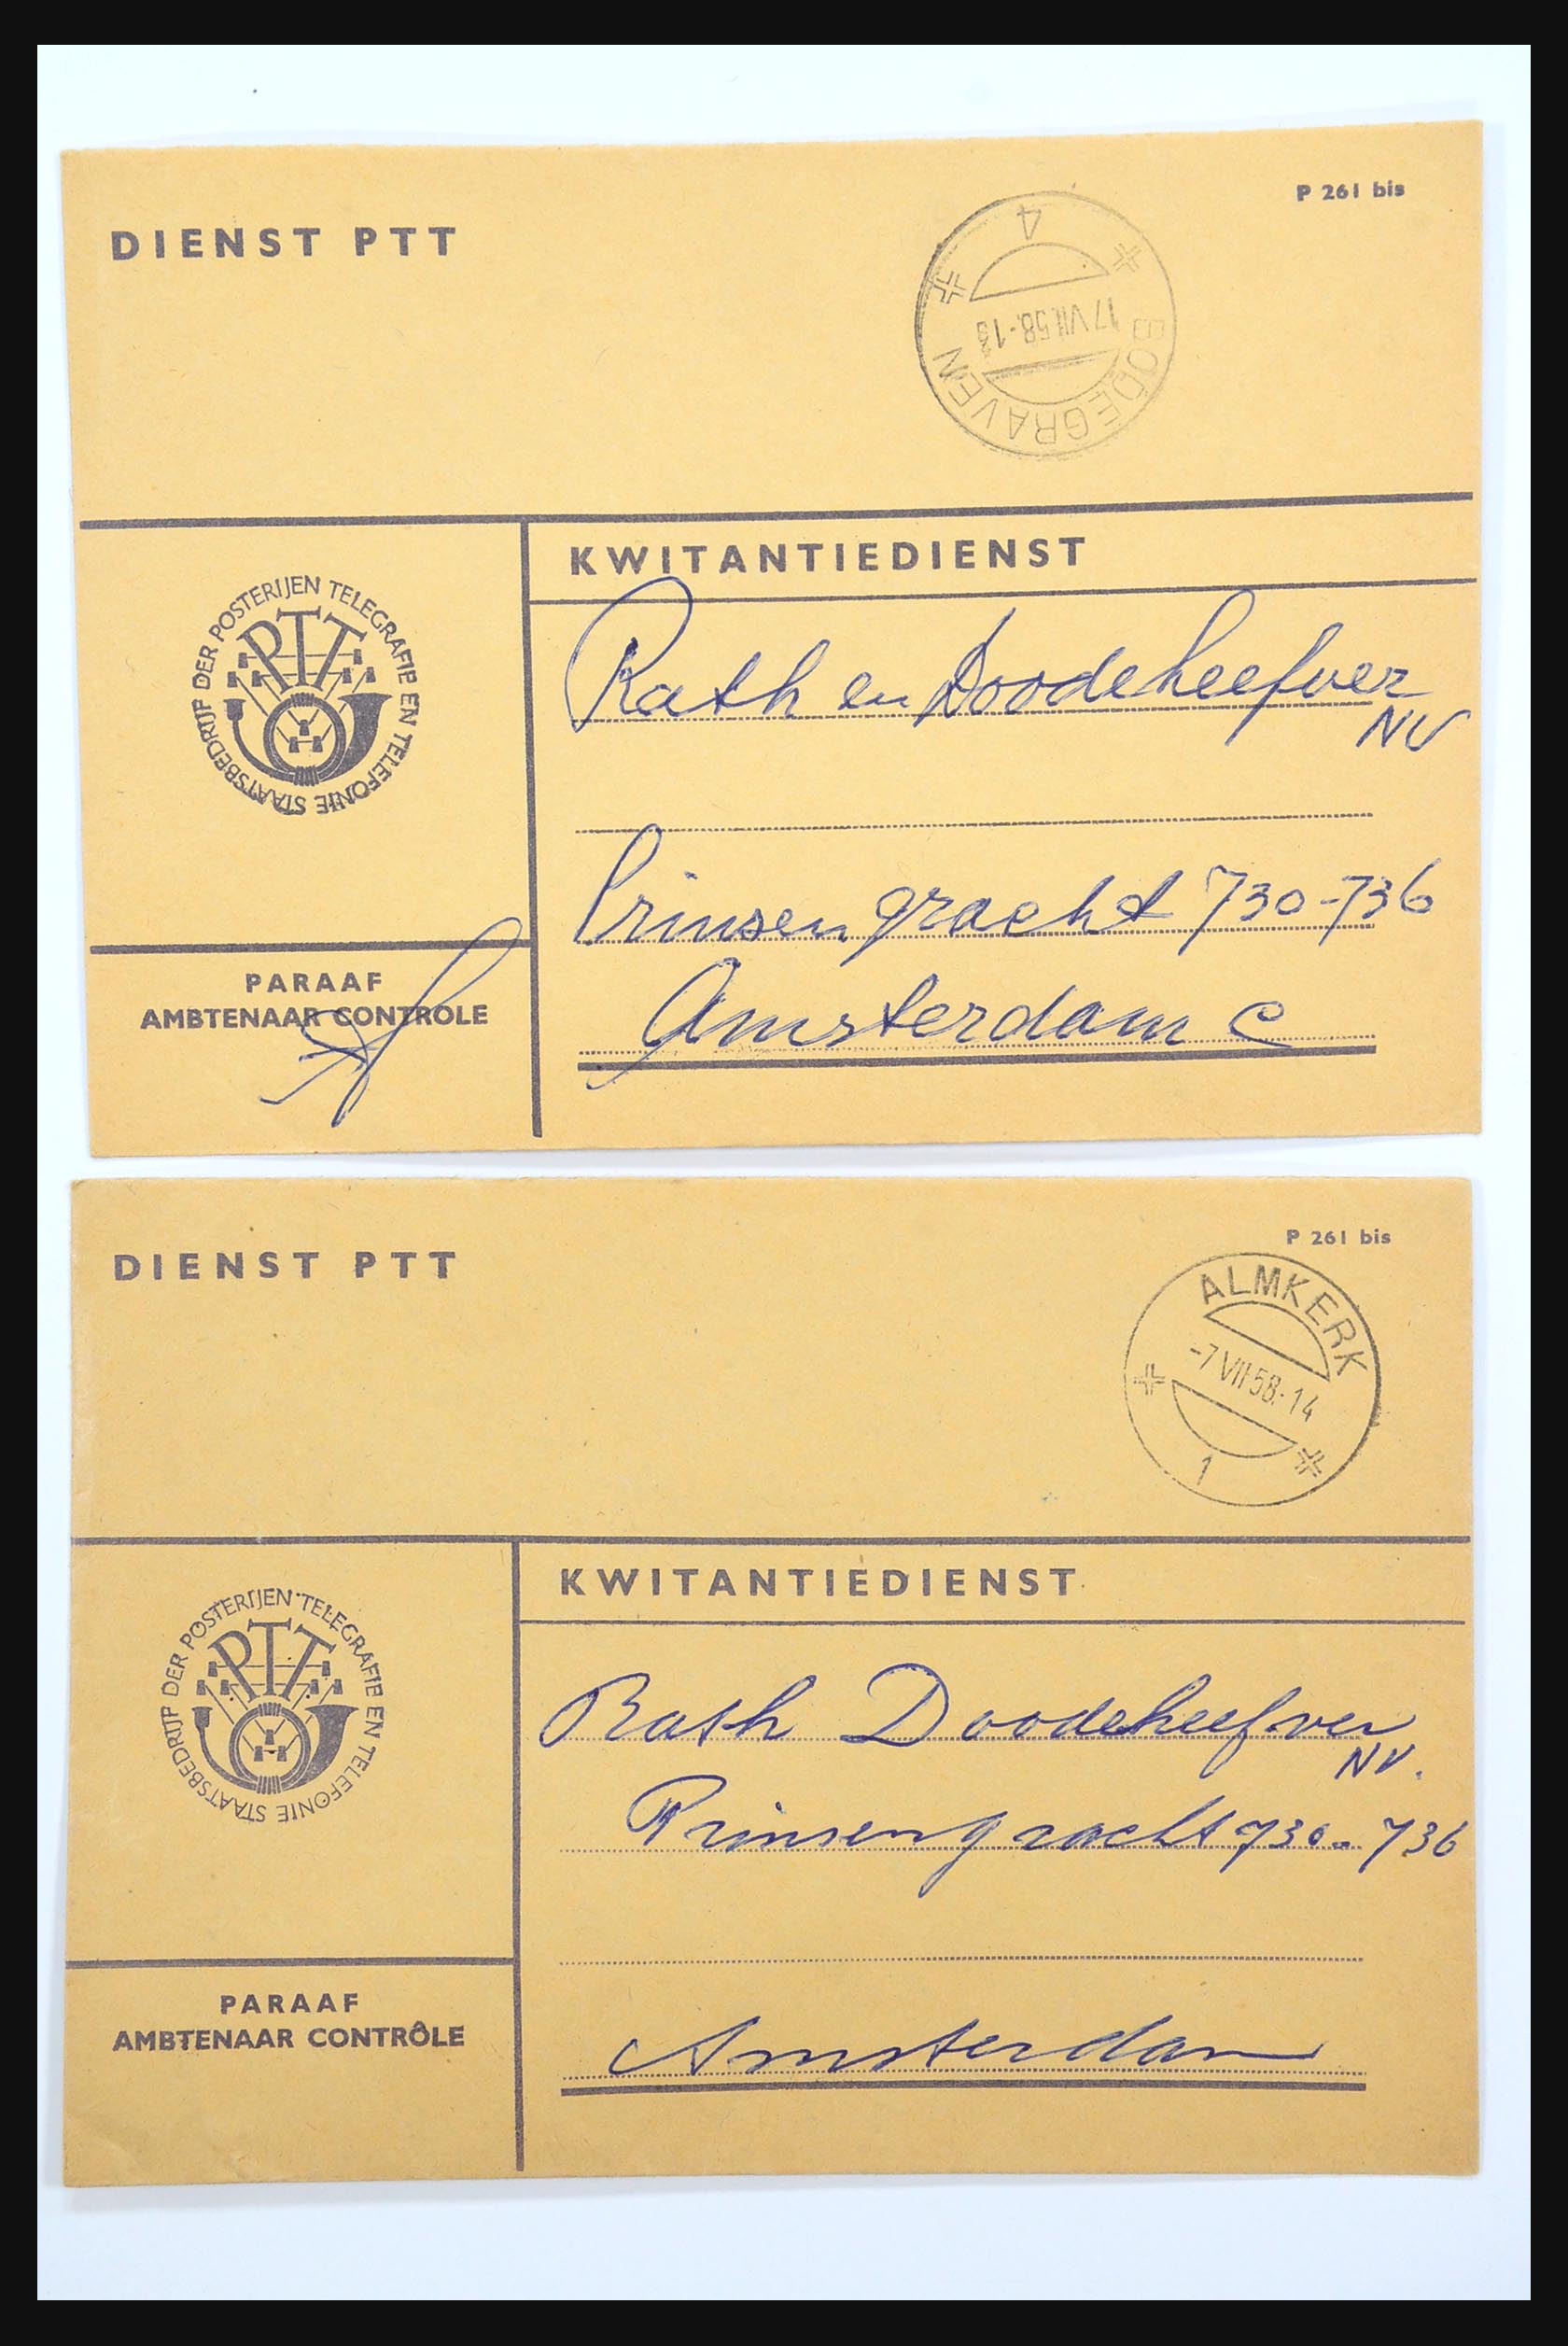 P 261 bis
DIENST PTT
BODEGRAVEN
17 VII.58.-13
4
KWITANTIEDIENST
STAATSBEDRIJF DER POSTERIJEN TELEGRAFIE EN TELEFONIE
PTT
Rath en Doodeheefver
NV
Prinsengracht 730-736
Amsterdam C
PARAAF
AMBTENAAR CONTROLE
P 261 bis
DIENST PTT
ALMKERK
-7 VII 58.-14
1
KWITANTIEDIENST
STAATSBEDRIJF DER POSTERIJEN TELEGRAFIE EN TELEFONIE
PTT
Rath Doodeheefver
NV.
Prinsengracht 730-736
Amsterdam
PARAAF
AMBTENAAR CONTRÔLE